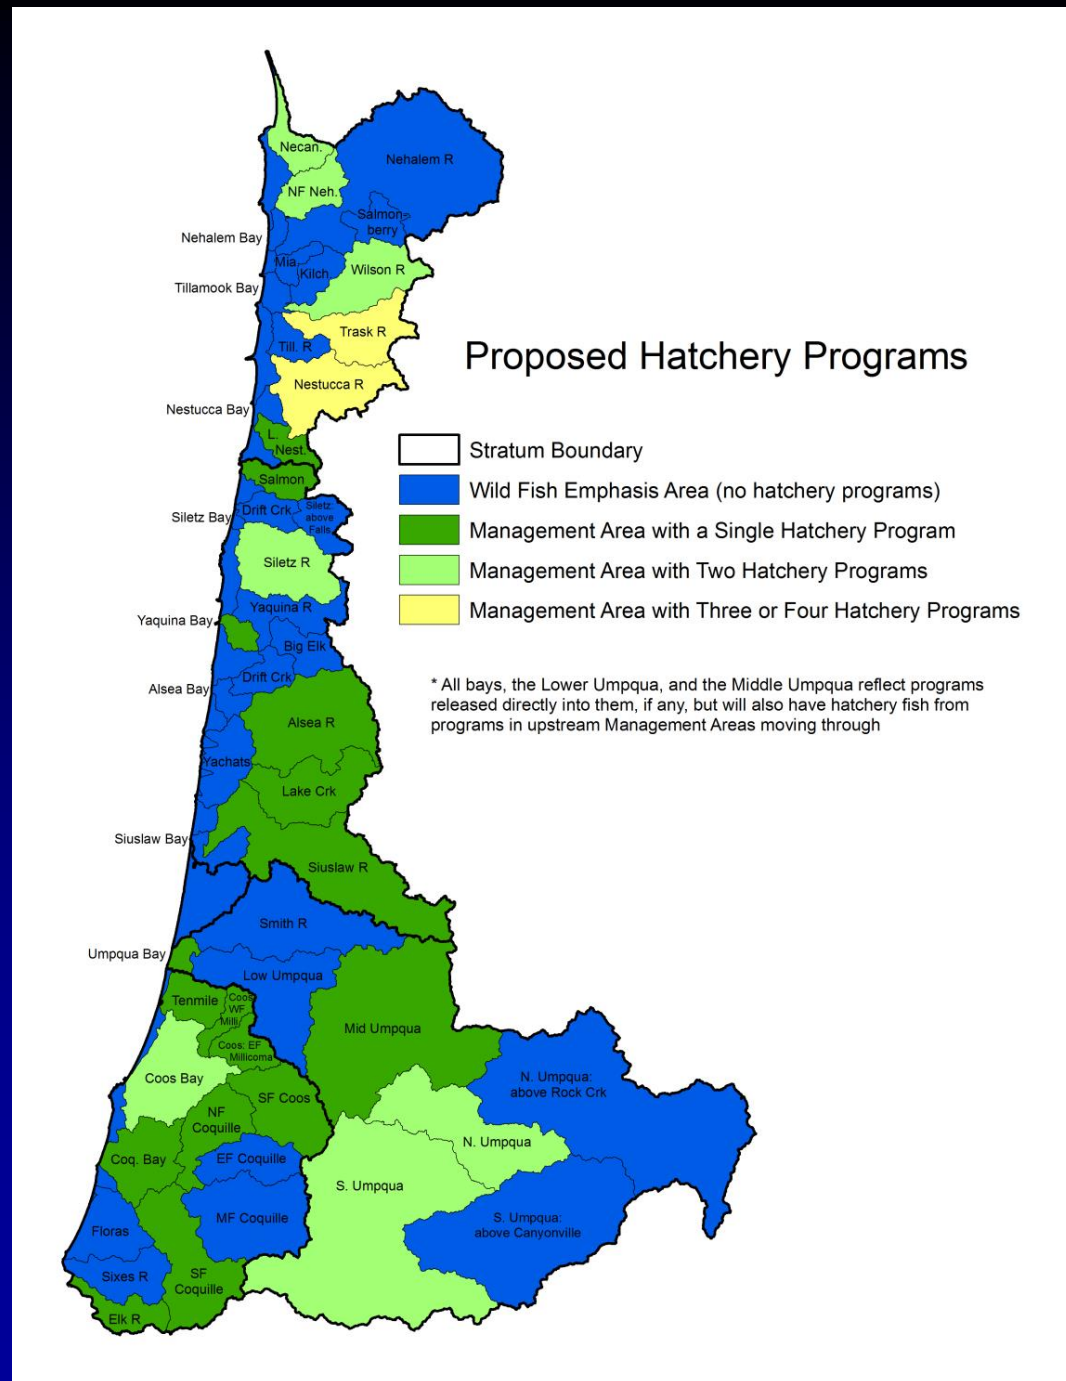 Necan.
Nehalem R
NF Neh.
Salmon-
berry
Nehalem Bay
Mia.
Kilch
Wilson R
Tillamook Bay
Trask R
Till. R
Proposed Hatchery Programs
Nestucca R
Nestucca Bay
L.
Nest.
Stratum Boundary
Salmon
Wild Fish Emphasis Area (no hatchery programs)
Siletz Bay
Drift Crk
Siletz:
above
Falls
Management Area with a Single Hatchery Program
Siletz R
Management Area with Two Hatchery Programs
Yaquina R
Management Area with Three or Four Hatchery Programs
Yaquina Bay
Big Elk
Drift Crk
Alsea Bay
* All bays, the Lower Umpqua, and the Middle Umpqua reflect programs
released directly into them, if any, but will also have hatchery fish from
programs in upstream Management Areas moving through
Alsea R
Yachats
Lake Crk
Siuslaw Bay
Siuslaw R
Smith R
Umpqua Bay
Low Umpqua
Tenmile
Coos
WF
Milli
Mid Umpqua
Coos: EF
Millicoma
Coos Bay
N. Umpqua:
above Rock Crk
SF Coos
NF
Coquille
N. Umpqua
Coq. Bay
EF Coquille
S. Umpqua
Floras
MF Coquille
S. Umpqua:
above Canyonville
Sixes R
SF
Coquille
Elk R